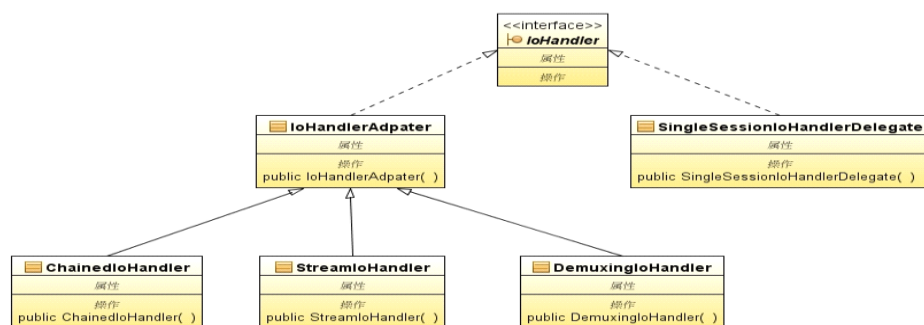 <<interface>>
IoHandler
属性
操作
IoHandlerAdpater
属性
操作
public IoHandlerAdpater( )
SingleSessionIoHandlerDelegate
属性
操作
public SingleSessionIoHandlerDelegate( )
ChainedIoHandler
属性
操作
public ChainedIoHandler( )
StreamIoHandler
属性
操作
public StreamIoHandler( )
DemuxingIoHandler
属性
操作
public DemuxingIoHandler( )